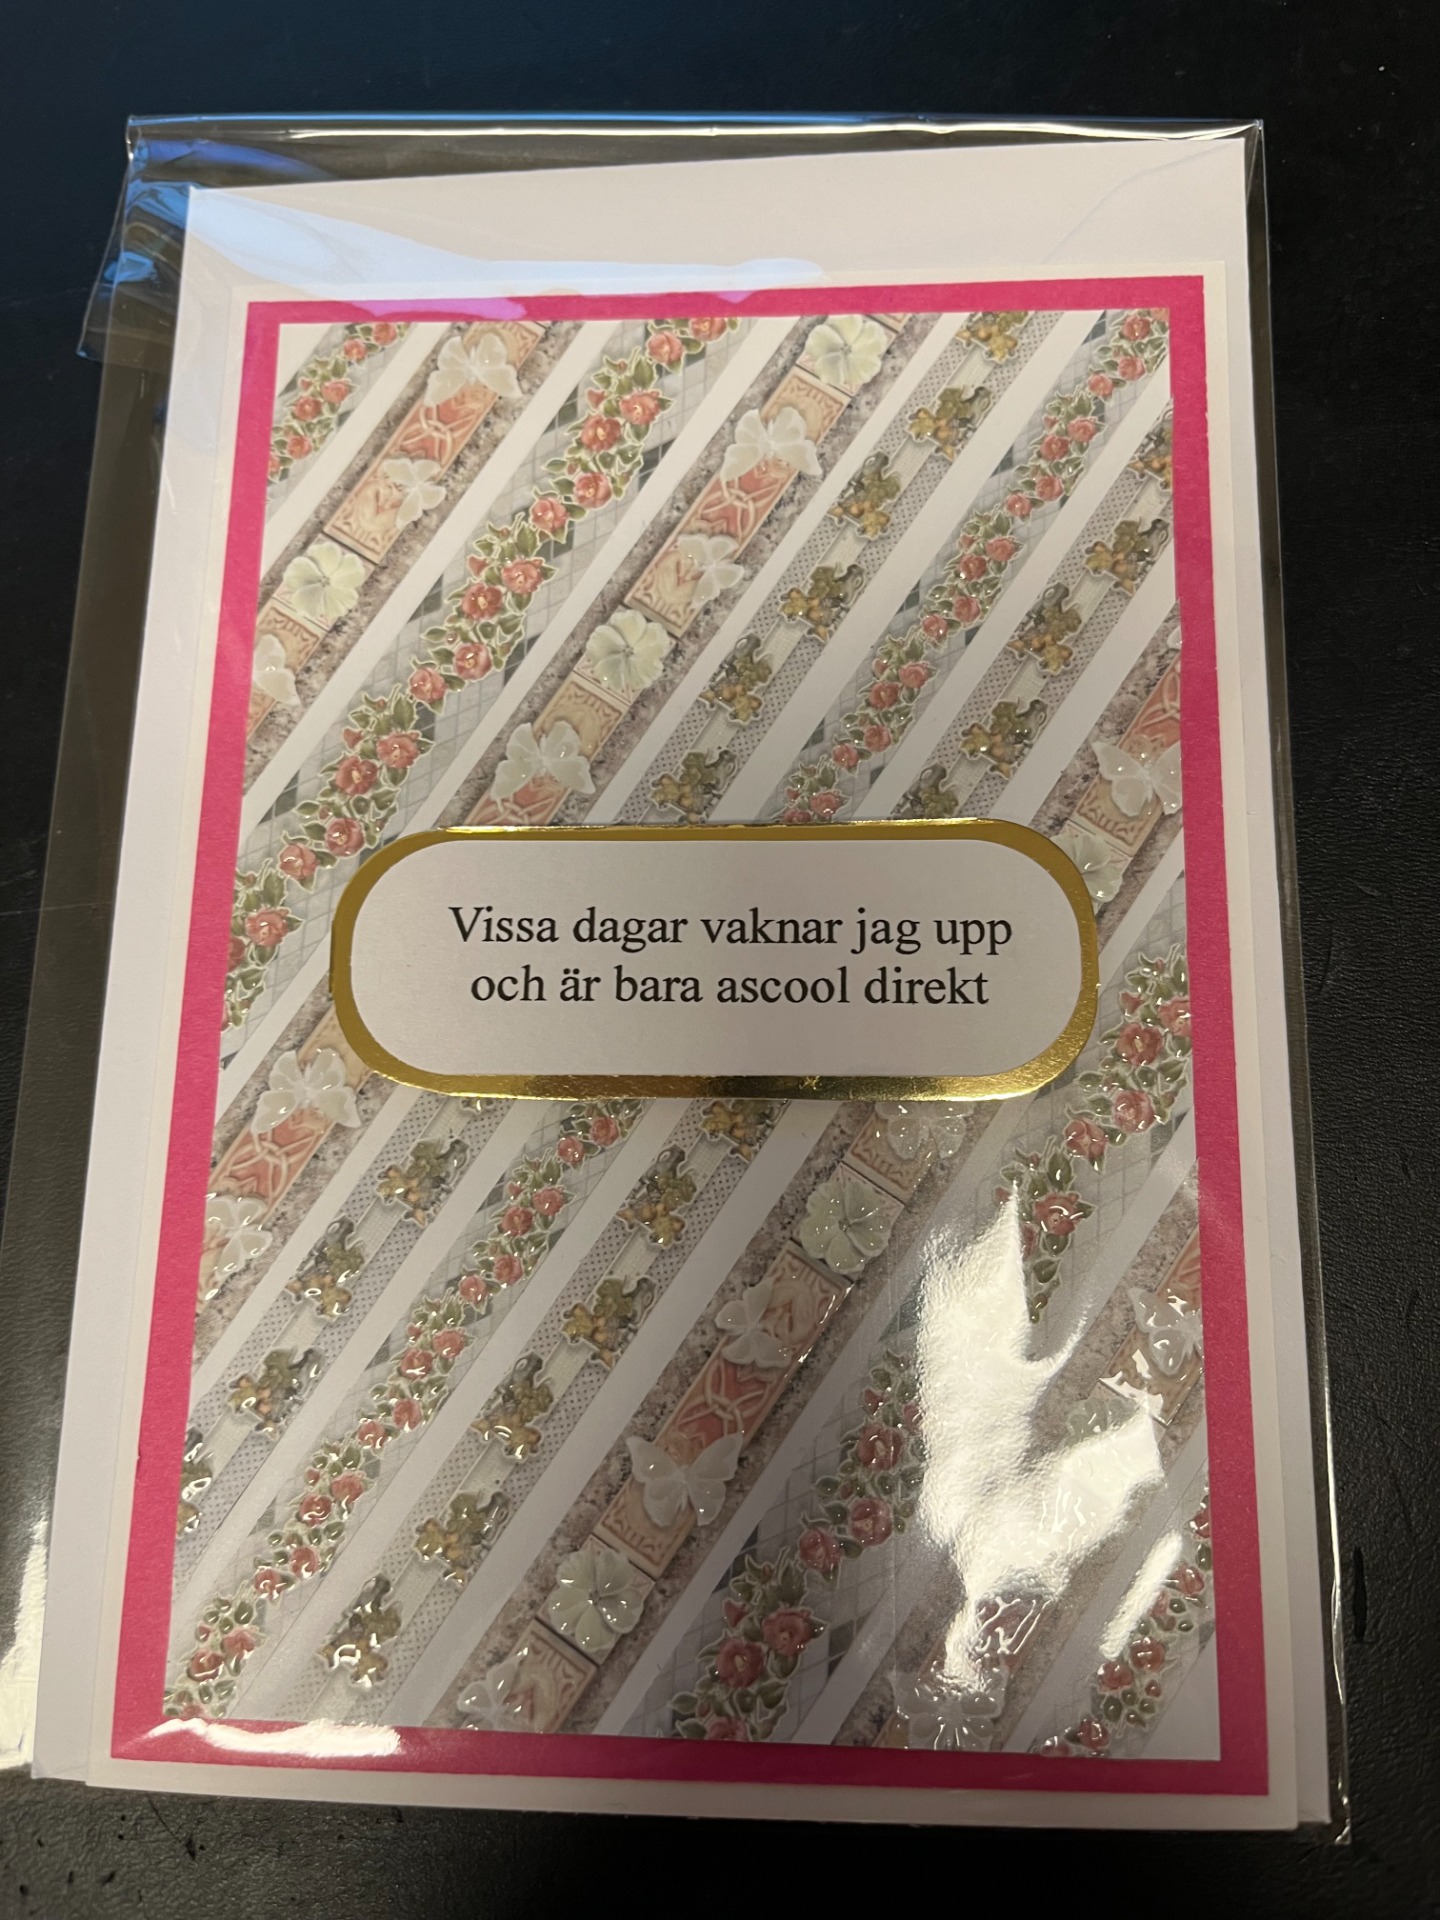 Vissa dagar vaknar jag upp
och är bara ascool direkt